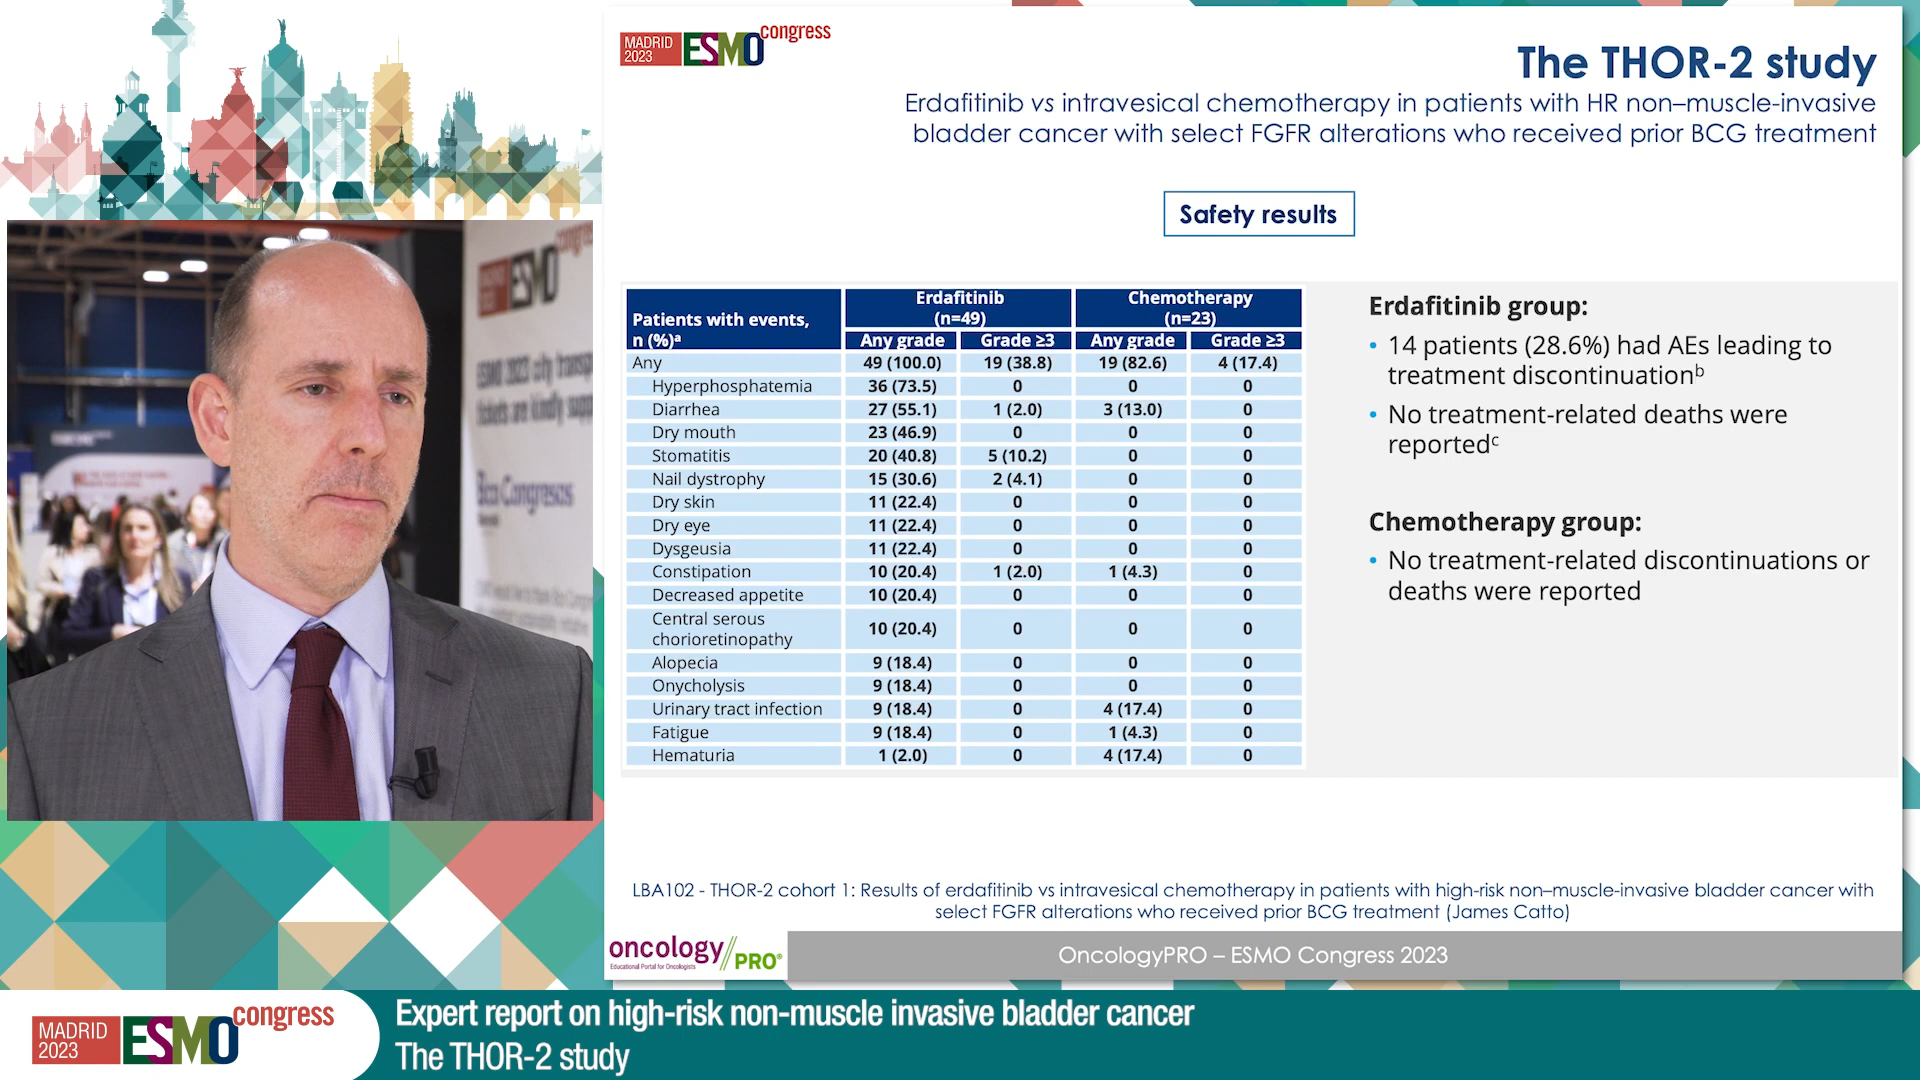 MADRID
2023
ESMO congress
The THOR-2 study
Erdafitinib vs intravesical chemotherapy in patients with HR non–muscle-invasive
bladder cancer with select FGFR alterations who received prior BCG treatment
Safety results
Patients with events, n (%)ᵃ | Erdafitinib (n=49) | Chemotherapy (n=23)
Any grade | Grade ≥3 | Any grade | Grade ≥3
Any | 49 (100.0) | 19 (38.8) | 19 (82.6) | 4 (17.4)
Hyperphosphatemia | 36 (73.5) | 0 | 0 | 0
Diarrhea | 27 (55.1) | 1 (2.0) | 3 (13.0) | 0
Dry mouth | 23 (46.9) | 0 | 0 | 0
Stomatitis | 20 (40.8) | 5 (10.2) | 0 | 0
Nail dystrophy | 15 (30.6) | 2 (4.1) | 0 | 0
Dry skin | 11 (22.4) | 0 | 0 | 0
Dry eye | 11 (22.4) | 0 | 0 | 0
Dysgeusia | 11 (22.4) | 0 | 0 | 0
Constipation | 10 (20.4) | 1 (2.0) | 1 (4.3) | 0
Decreased appetite | 10 (20.4) | 0 | 0 | 0
Central serous chorioretinopathy | 10 (20.4) | 0 | 0 | 0
Alopecia | 9 (18.4) | 0 | 0 | 0
Onycholysis | 9 (18.4) | 0 | 0 | 0
Urinary tract infection | 9 (18.4) | 0 | 4 (17.4) | 0
Fatigue | 9 (18.4) | 0 | 1 (4.3) | 0
Hematuria | 1 (2.0) | 0 | 4 (17.4) | 0
Erdafitinib group:
• 14 patients (28.6%) had AEs leading to
treatment discontinuationᵇ
• No treatment-related deaths were
reportedᶜ
Chemotherapy group:
• No treatment-related discontinuations or
deaths were reported
LBA102 - THOR-2 cohort 1: Results of erdafitinib vs intravesical chemotherapy in patients with high-risk non–muscle-invasive bladder cancer with
select FGFR alterations who received prior BCG treatment (James Catto)
oncology//PRO®
Educational Portal for Oncologists
OncologyPRO – ESMO Congress 2023
ESMO
ESMO 2023 city transp
tickets are kindly supp
Congresos
MADRID
2023
ESMO congress
Expert report on high-risk non-muscle invasive bladder cancer
The THOR-2 study